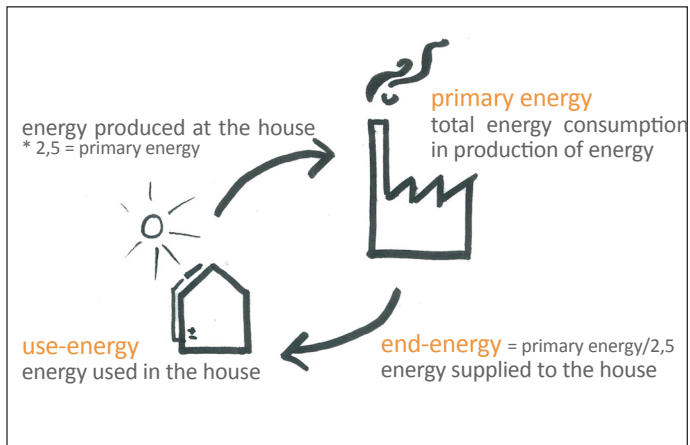 primary energy
total energy consumption
in production of energy
energy produced at the house
* 2,5 = primary energy
use-energy
energy used in the house
end-energy = primary energy/2,5
energy supplied to the house